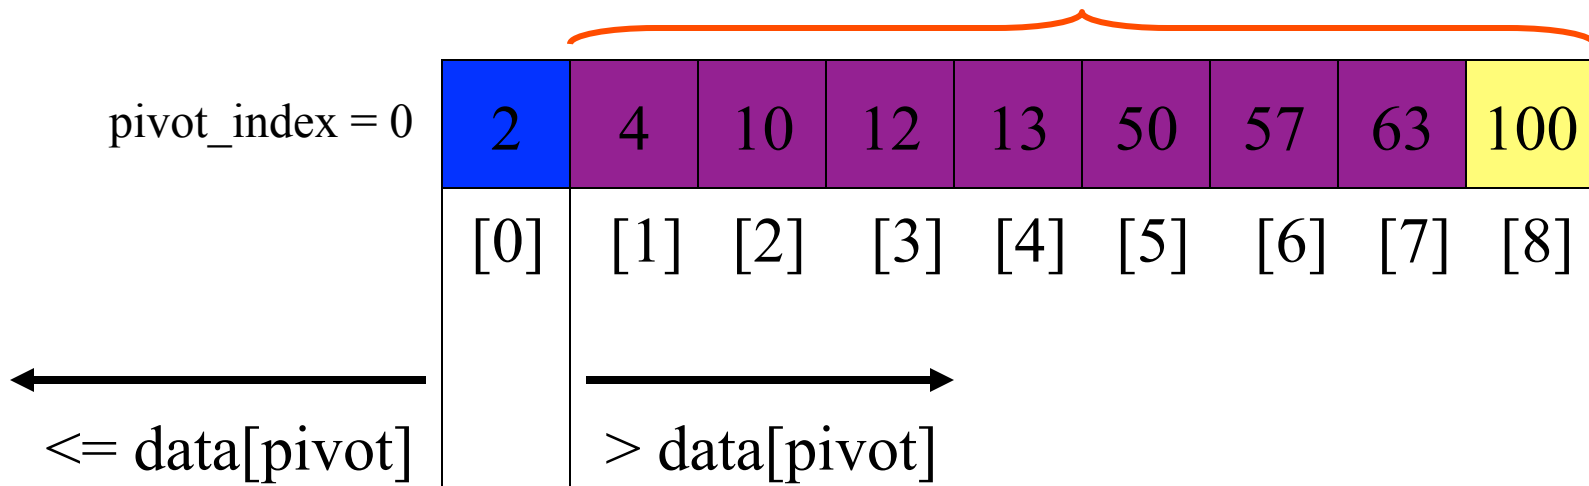 pivot_index = 0 2 4 10 12 13 50 57 63 100
[0] [1] [2] [3] [4] [5] [6] [7] [8]
<= data[pivot] > data[pivot]